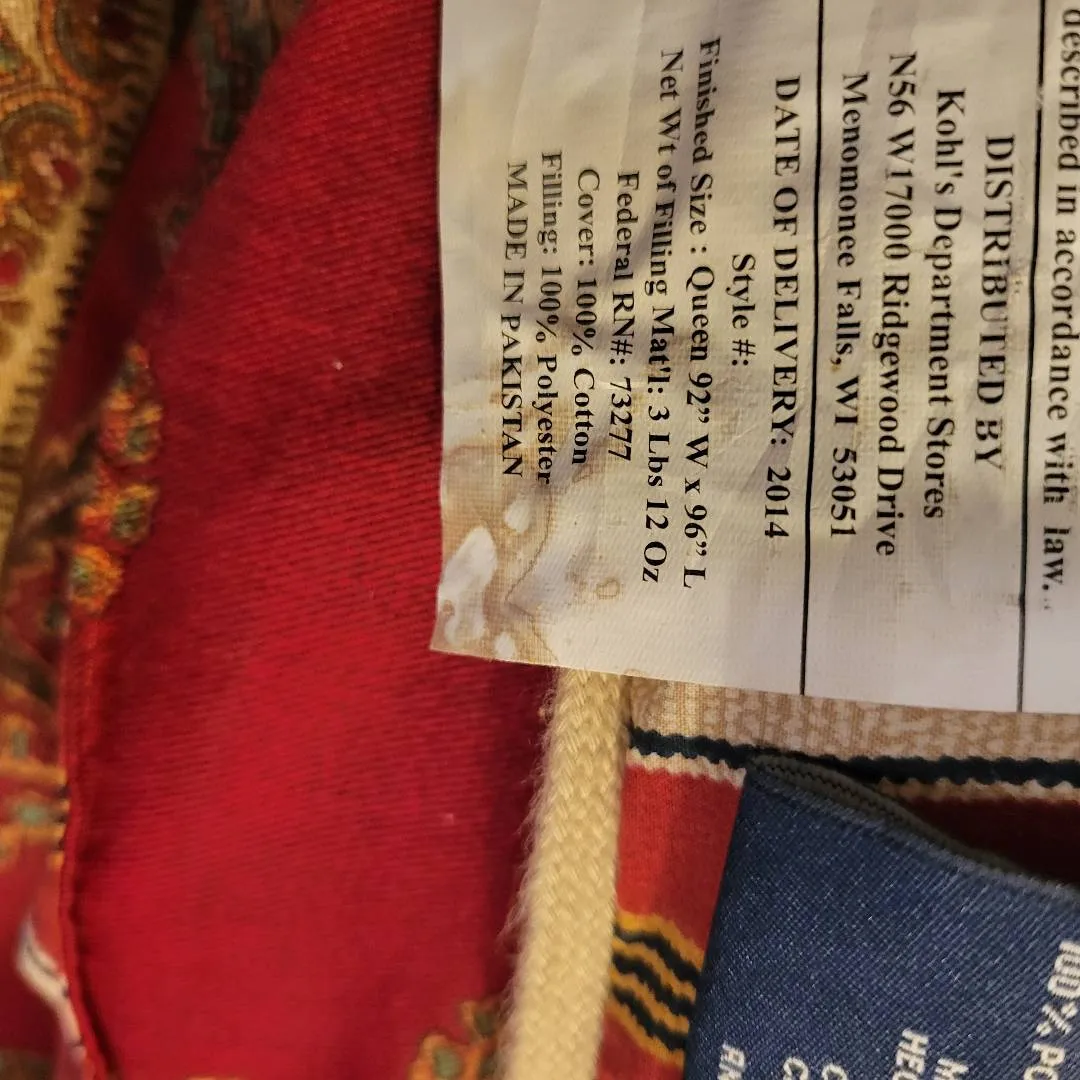 described in accordance with law.
DISTRIBUTED BY
Kohl's Department Stores
N56 W17000 Ridgewood Drive
Menomonee Falls, WI 53051
DATE OF DELIVERY: 2014
Style #:
Finished Size : Queen 92” W x 96” L
Net Wt of Filling Mat'l: 3 Lbs 12 Oz
Federal RN#: 73277
Cover: 100% Cotton
Filling: 100% Polyester
MADE IN PAKISTAN
100% PO